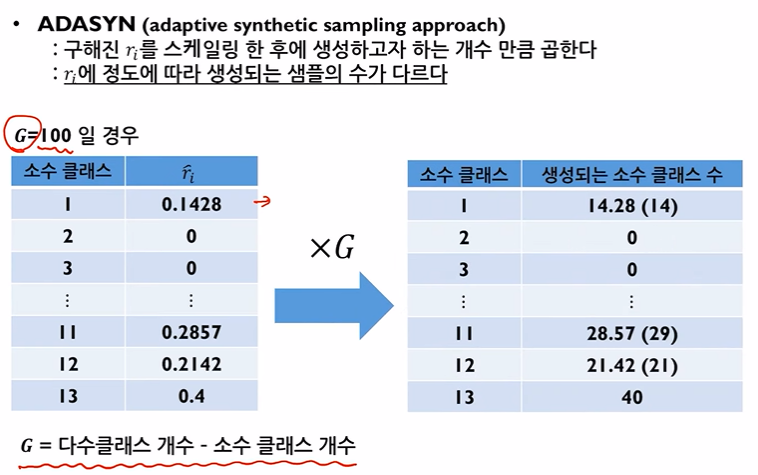 • ADASYN (adaptive synthetic sampling approach)
: 구해진 rᵢ를 스케일링 한 후에 생성하고자 하는 개수 만큼 곱한다
: rᵢ에 정도에 따라 생성되는 샘플의 수가 다르다
G=100 일 경우
소수 클래스 r̂ᵢ
1 0.1428
2 0
3 0
⋮ ⋮
11 0.2857
12 0.2142
13 0.4
×G
소수 클래스 생성되는 소수 클래스 수
1 14.28 (14)
2 0
3 0
⋮ ⋮
11 28.57 (29)
12 21.42 (21)
13 40
G = 다수클래스 개수 - 소수 클래스 개수